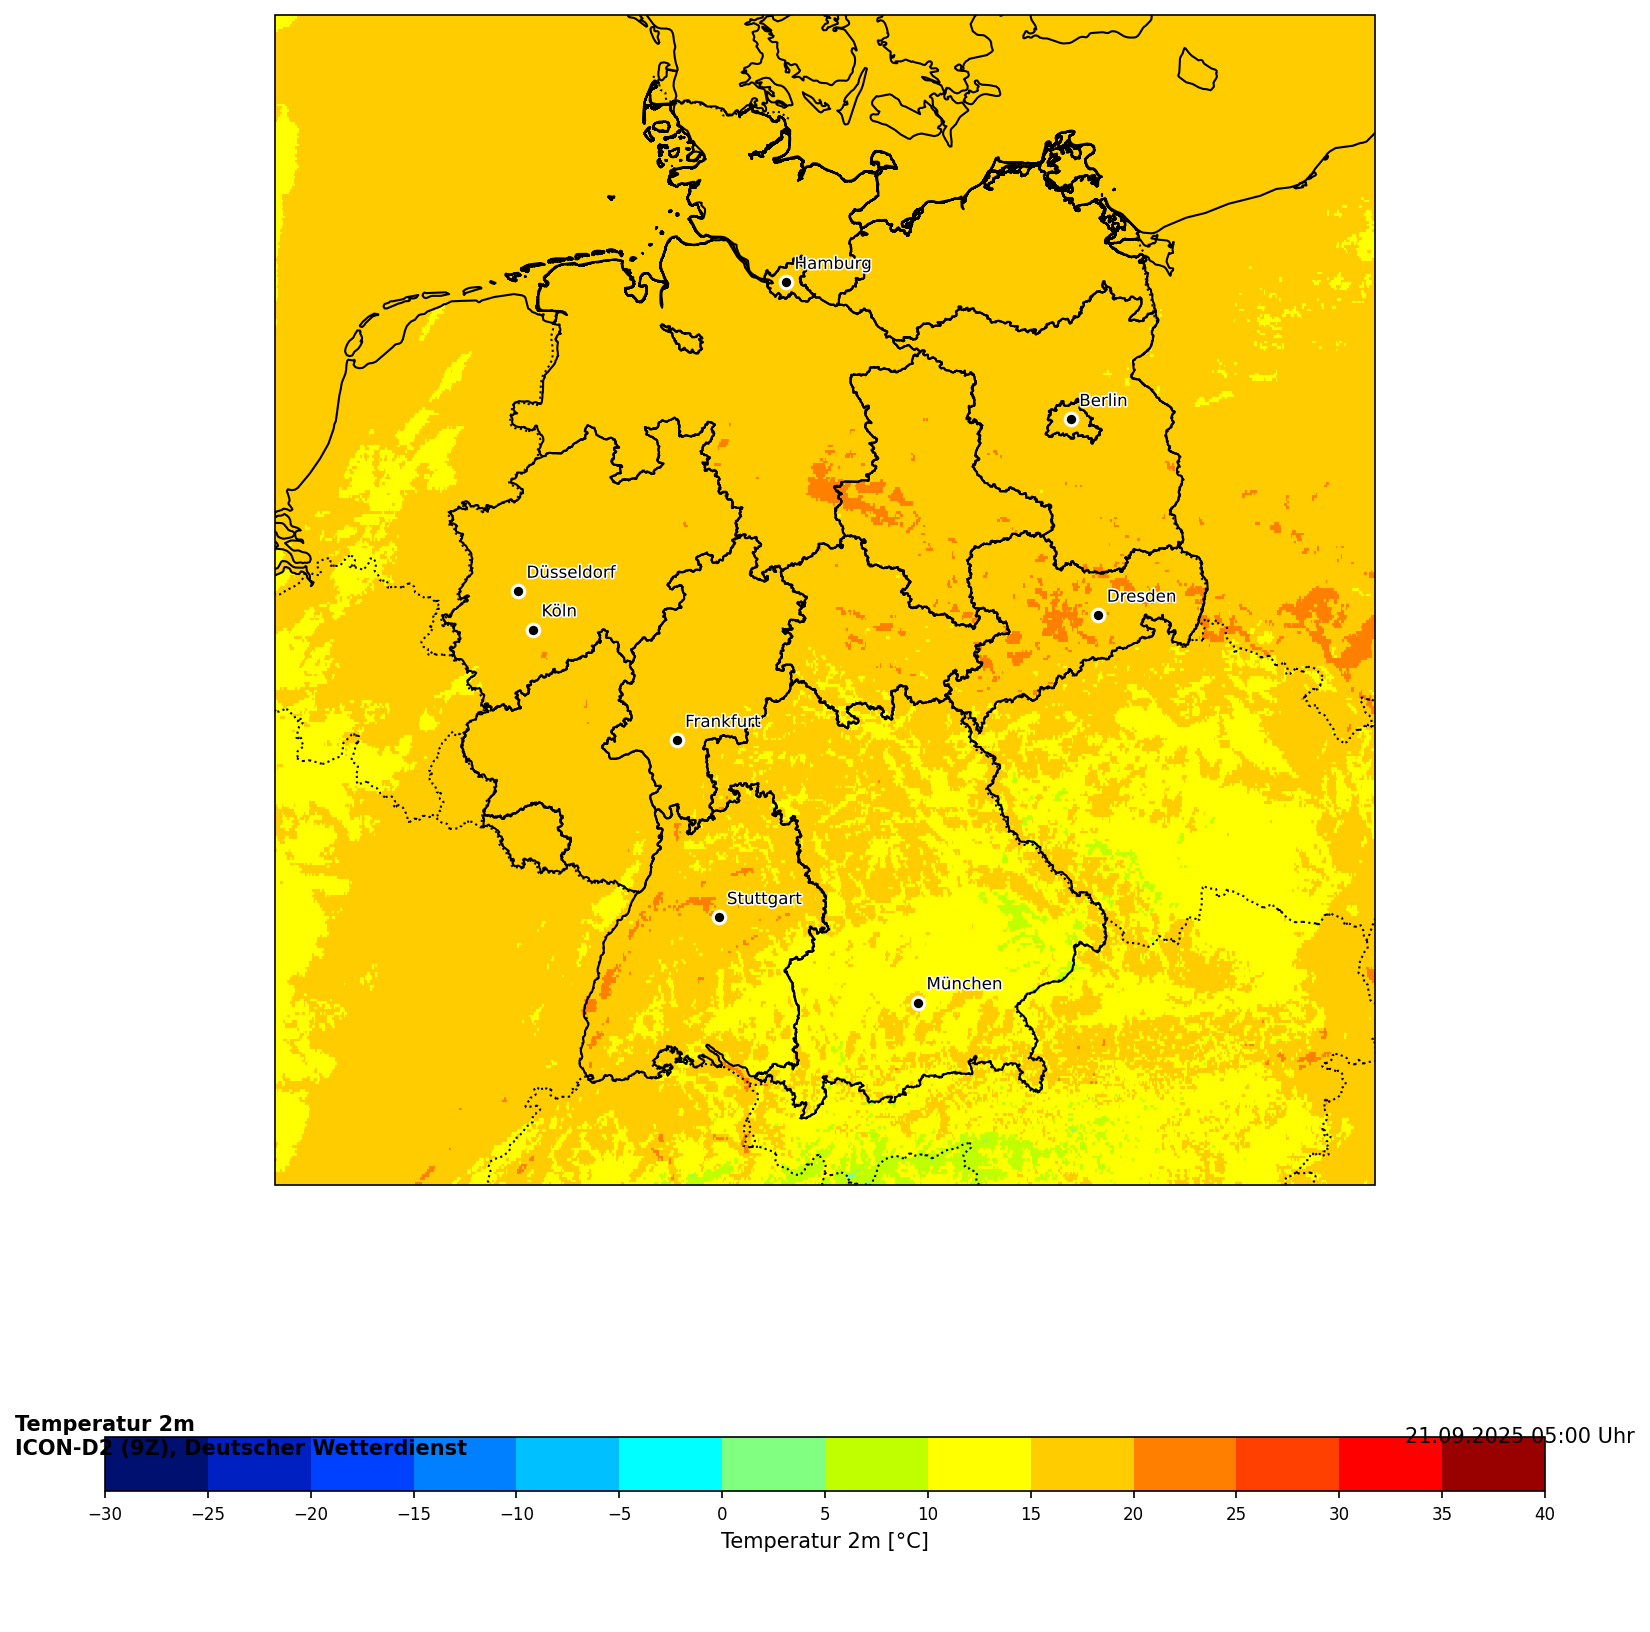 Hamburg
Berlin
Düsseldorf
Köln
Dresden
Frankfurt
Stuttgart
München
Temperatur 2m
ICON-D2 (9Z), Deutscher Wetterdienst
21.09.2025 05:00 Uhr
−30 −25 −20 −15 −10 −5 0 5 10 15 20 25 30 35 40
Temperatur 2m [°C]